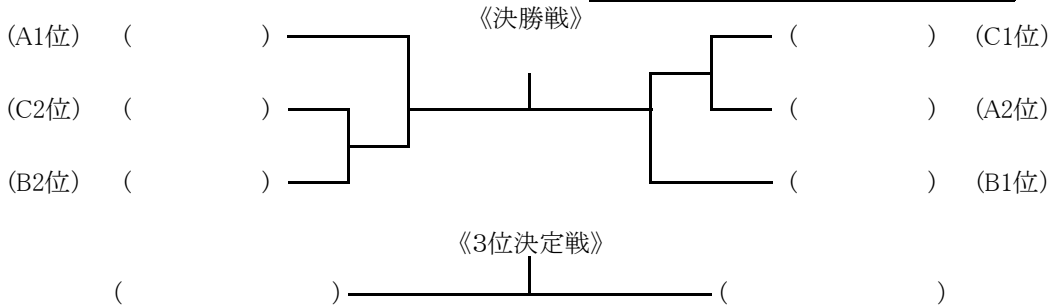 《決勝戦》
(A1位) ( ) ( ) (C1位)
(C2位) ( ) ( ) (A2位)
(B2位) ( ) ( ) (B1位)
《3位決定戦》
( ) ( )